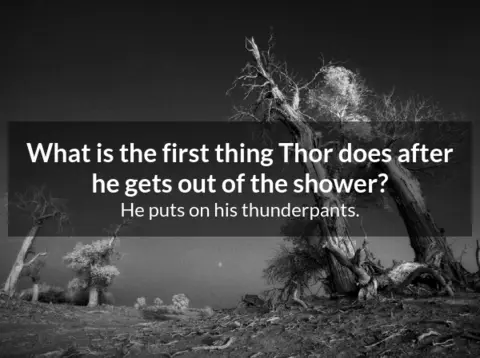 What is the first thing Thor does after
he gets out of the shower?
He puts on his thunderpants.